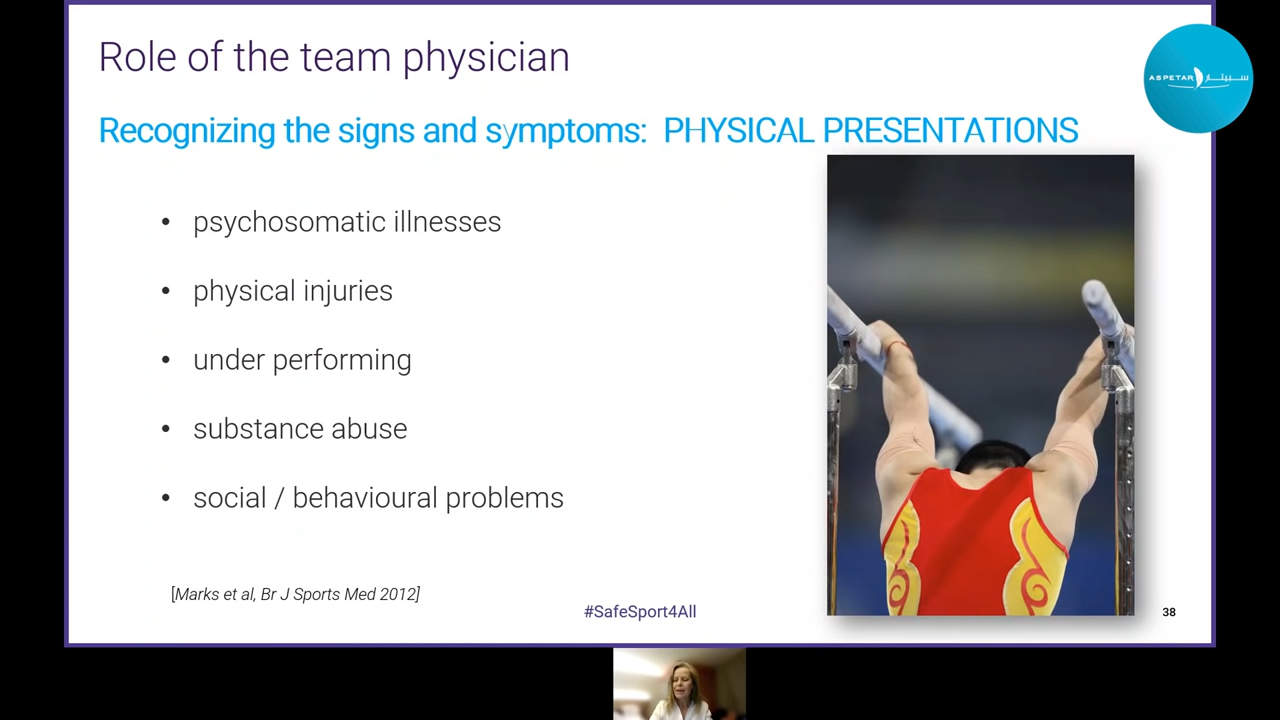 Role of the team physician
ASPETAR سبيتار
Recognizing the signs and symptoms: PHYSICAL PRESENTATIONS
• psychosomatic illnesses
• physical injuries
• under performing
• substance abuse
• social / behavioural problems
[Marks et al, Br J Sports Med 2012]
#SafeSport4All
38